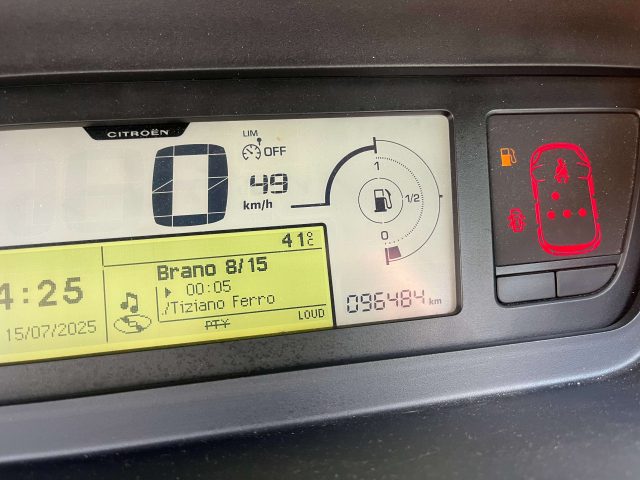 CITROËN
LIM
OFF
0
49
km/h
1
1/2
0
096484 km
41°C
Brano 8/15
00:05
./Tiziano Ferro
PTY
LOUD
4:25
15/07/2025